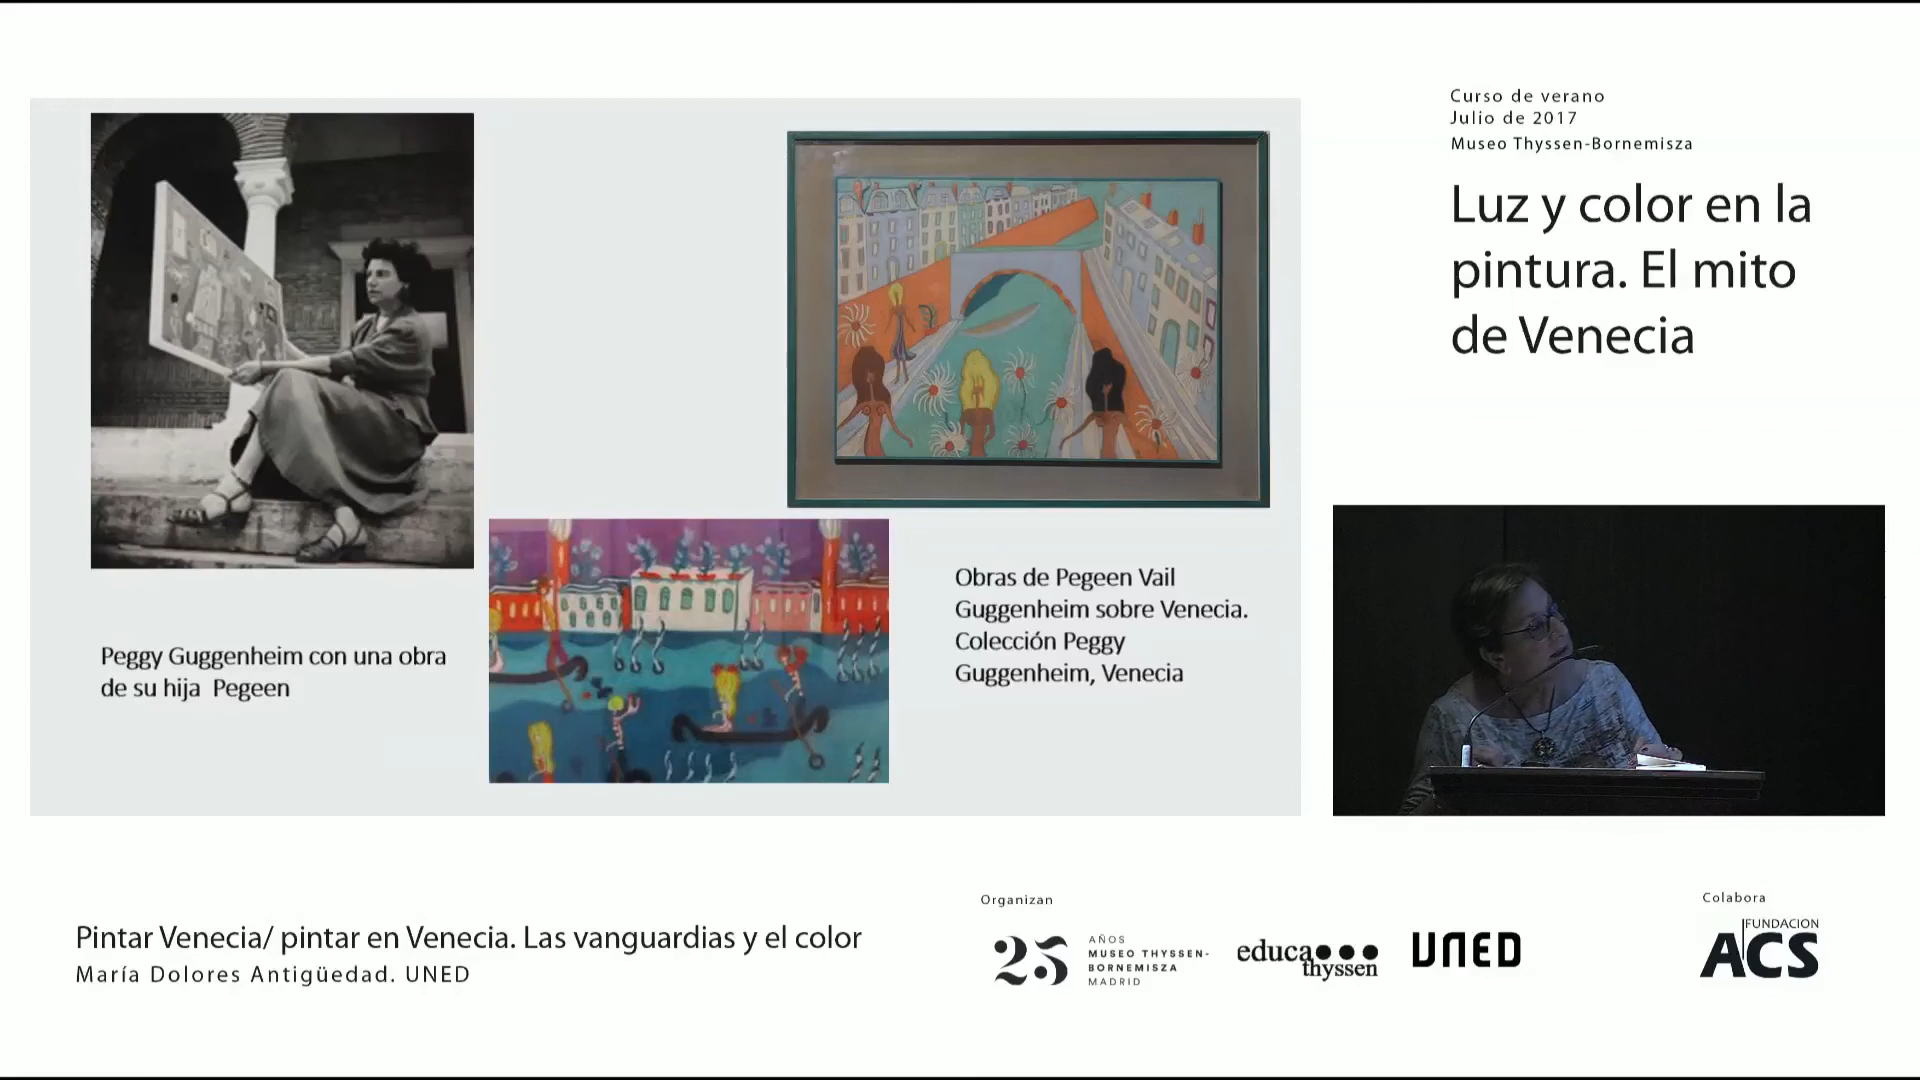 Curso de verano
Julio de 2017
Museo Thyssen-Bornemisza
Luz y color en la
pintura. El mito
de Venecia
Obras de Pegeen Vail
Guggenheim sobre Venecia.
Colección Peggy
Guggenheim, Venecia
Peggy Guggenheim con una obra
de su hija Pegeen
Pintar Venecia/ pintar en Venecia. Las vanguardias y el color
María Dolores Antigüedad. UNED
Organizan
25
AÑOS
MUSEO THYSSEN-
BORNEMISZA
MADRID
educa
thyssen
UNED
Colabora
FUNDACION
ACS